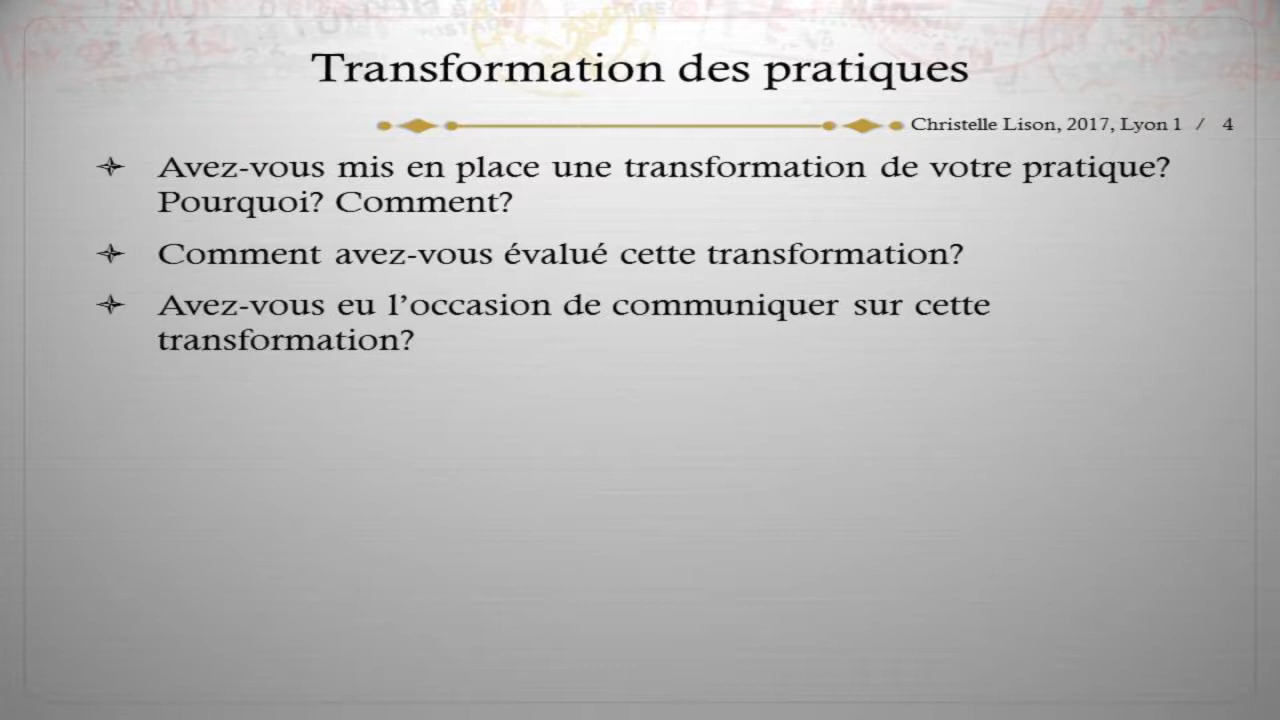 Transformation des pratiques
Christelle Lison, 2017, Lyon 1 / 4
Avez-vous mis en place une transformation de votre pratique?
Pourquoi? Comment?
Comment avez-vous évalué cette transformation?
Avez-vous eu l'occasion de communiquer sur cette
transformation?